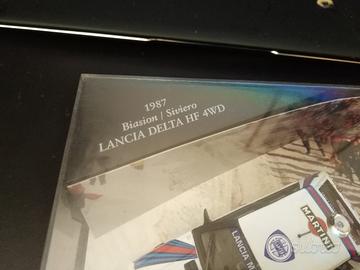 1987
Biasion / Siviero
LANCIA DELTA HF 4WD
MARTINI
LANCIA M